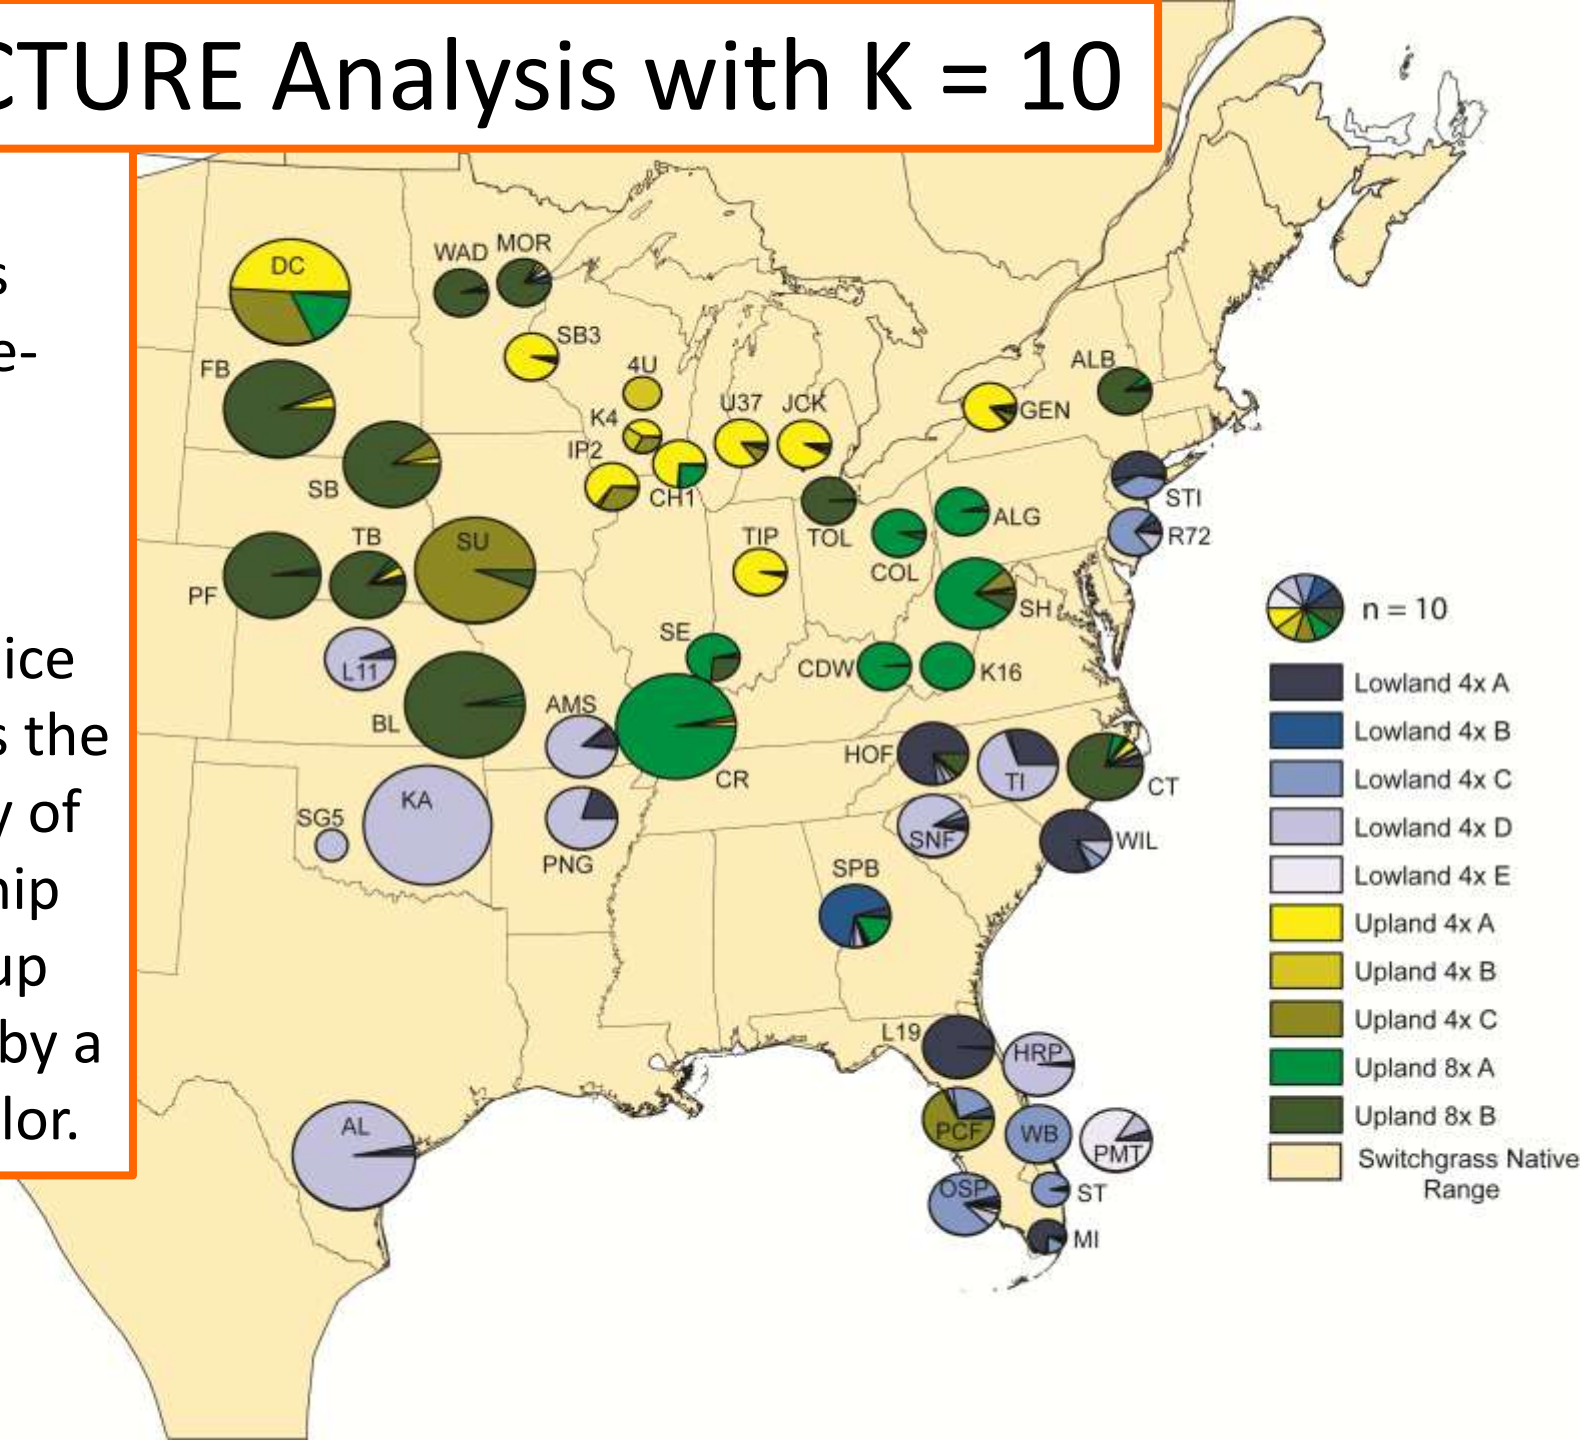 CTURE Analysis with K = 10
s
e-
ice
s the
y of
hip
up
by a
lor.
DC
WAD
MOR
FB
SB3
4U
K4
U37
JCK
IP2
CH1
GEN
ALB
SB
STI
TOL
ALG
R72
TB
SU
TIP
COL
PF
SH
SE
CDW
K16
L11
BL
AMS
CR
HOF
TI
CT
SG5
KA
PNG
SNF
WIL
SPB
L19
HRP
PCF
WB
PMT
AL
OSP
ST
MI
n = 10
Lowland 4x A
Lowland 4x B
Lowland 4x C
Lowland 4x D
Lowland 4x E
Upland 4x A
Upland 4x B
Upland 4x C
Upland 8x A
Upland 8x B
Switchgrass Native
Range